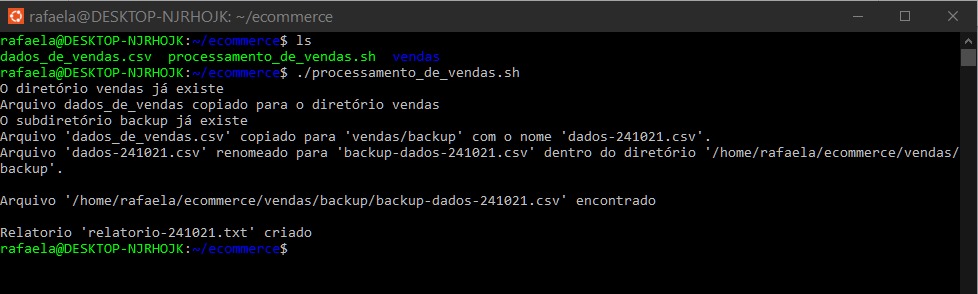 rafaela@DESKTOP-NJRHOJK: ~/ecommerce
rafaela@DESKTOP-NJRHOJK:~/ecommerce$ ls
dados_de_vendas.csv  processamento_de_vendas.sh  vendas
rafaela@DESKTOP-NJRHOJK:~/ecommerce$ ./processamento_de_vendas.sh
O diretório vendas já existe
Arquivo dados_de_vendas copiado para o diretório vendas
O subdiretório backup já existe
Arquivo 'dados_de_vendas.csv' copiado para 'vendas/backup' com o nome 'dados-241021.csv'.
Arquivo 'dados-241021.csv' renomeado para 'backup-dados-241021.csv' dentro do diretório '/home/rafaela/ecommerce/vendas/
backup'.
Arquivo '/home/rafaela/ecommerce/vendas/backup/backup-dados-241021.csv' encontrado
Relatorio 'relatorio-241021.txt' criado
rafaela@DESKTOP-NJRHOJK:~/ecommerce$